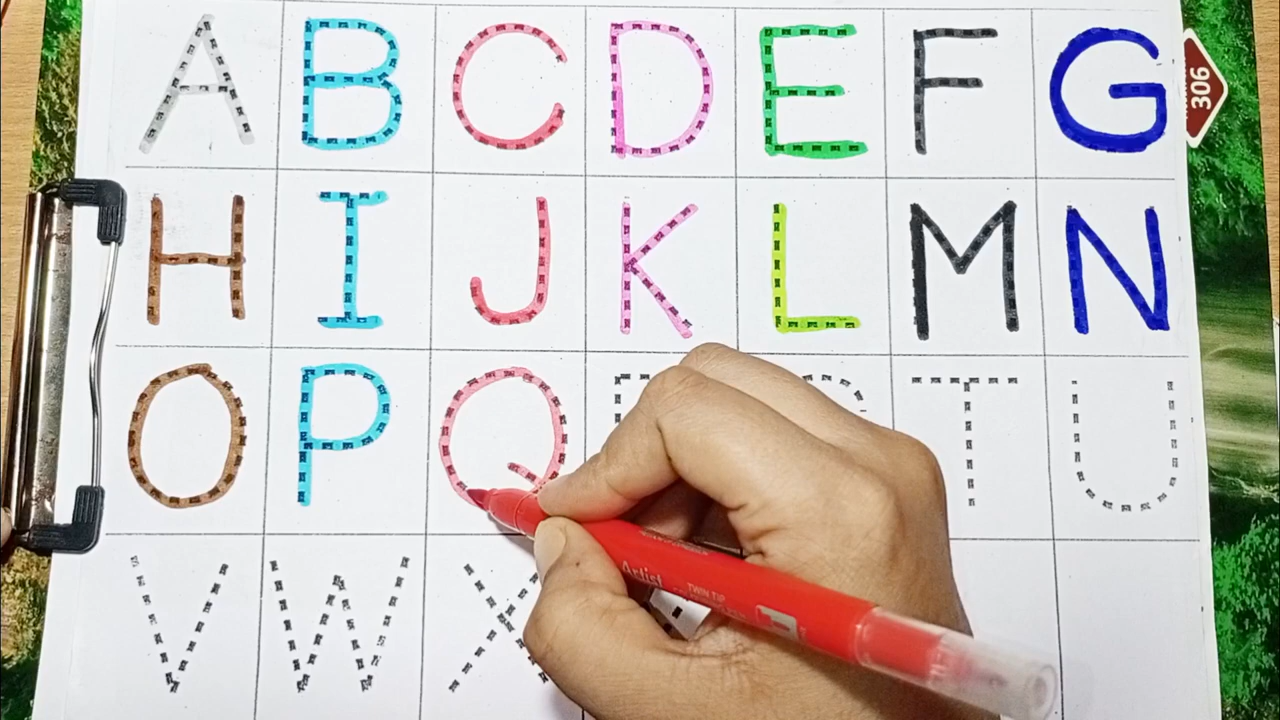 A B C D E F G
306
H I J K L M N
O P Q T U
V W X
Artist
TWIN TIP